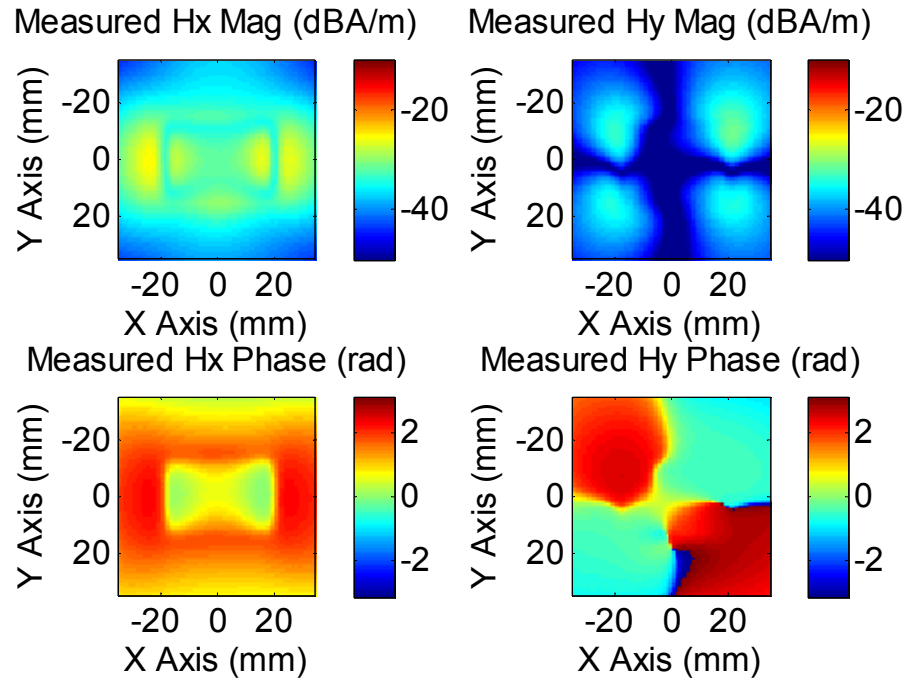 Measured Hx Mag (dBA/m)
Measured Hy Mag (dBA/m)
Y Axis (mm)
-20
0
20
-20 0 20
X Axis (mm)
-20
-40
Y Axis (mm)
-20
0
20
-20 0 20
X Axis (mm)
-20
-40
Measured Hx Phase (rad)
Measured Hy Phase (rad)
Y Axis (mm)
-20
0
20
-20 0 20
X Axis (mm)
2
0
-2
Y Axis (mm)
-20
0
20
-20 0 20
X Axis (mm)
2
0
-2